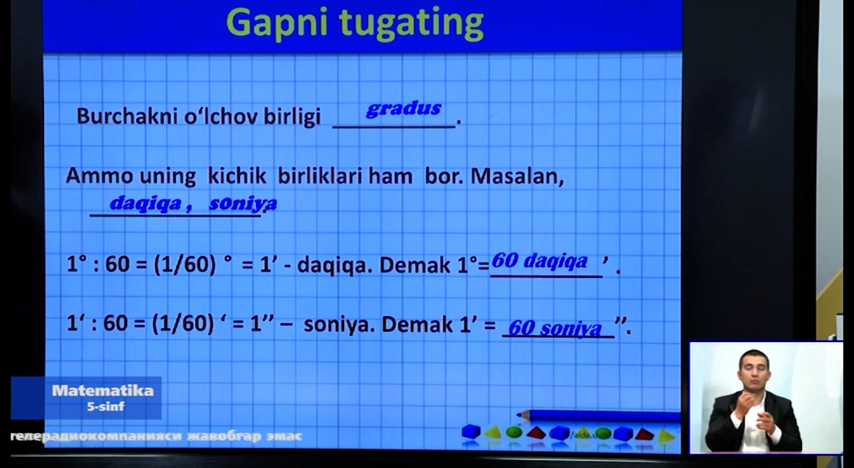 Gapni tugating
Burchakni o‘lchov birligi gradus.
Ammo uning kichik birliklari ham bor. Masalan,
daqiqa, soniya.
1° : 60 = (1/60) ° = 1’ - daqiqa. Demak 1°=60 daqiqa ’ .
1‘ : 60 = (1/60) ‘ = 1’’ – soniya. Demak 1’ = 60 soniya ’’.
Matematika
5-sinf
телерадиокомпанияси жавобгар эмас